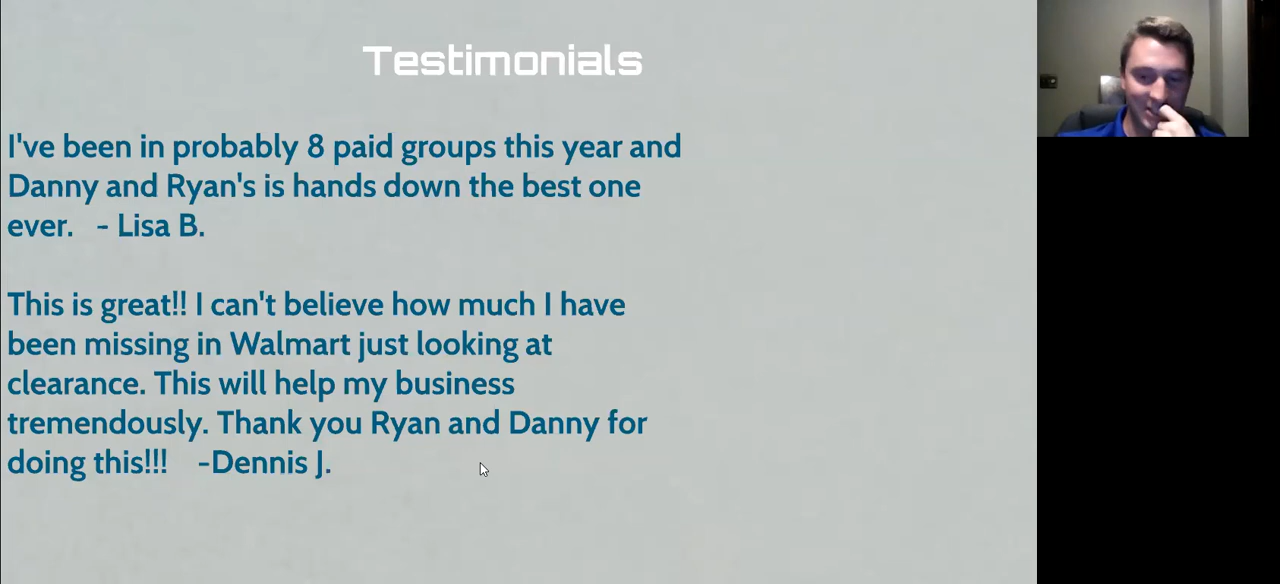 Testimonials
I've been in probably 8 paid groups this year and
Danny and Ryan's is hands down the best one
ever. - Lisa B.
This is great!! I can't believe how much I have
been missing in Walmart just looking at
clearance. This will help my business
tremendously. Thank you Ryan and Danny for
doing this!!! -Dennis J.